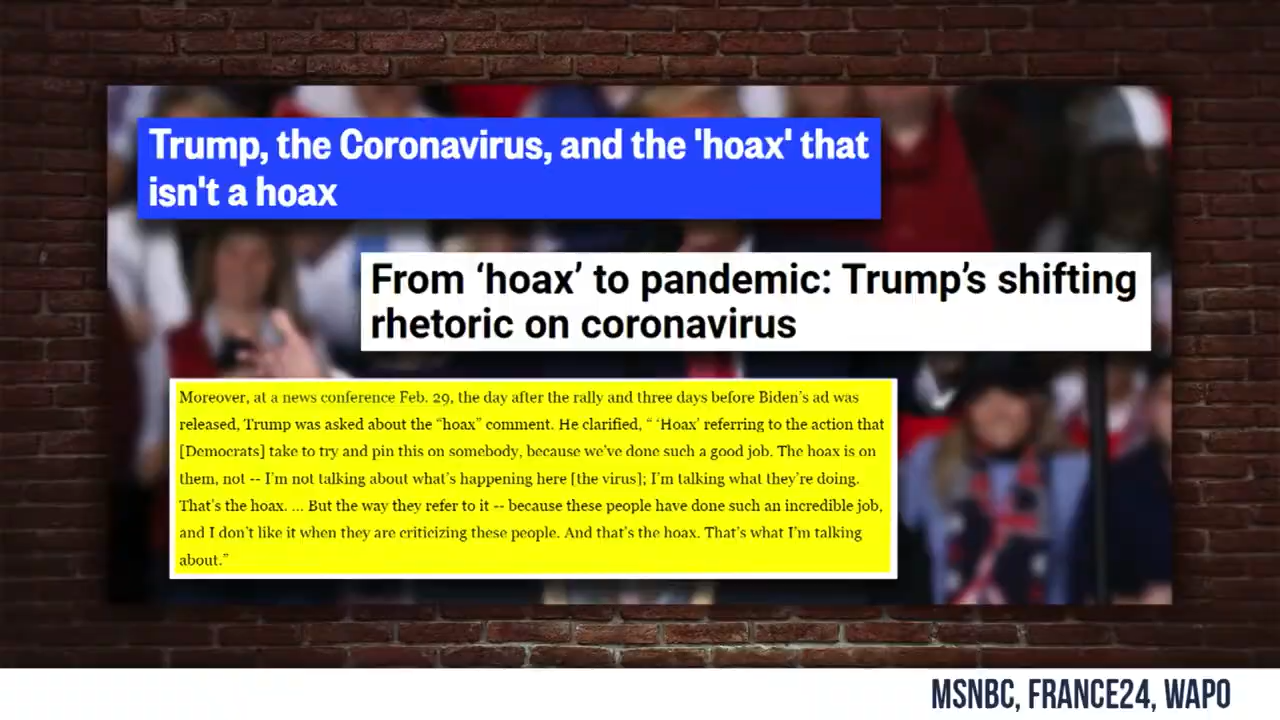 Trump, the Coronavirus, and the 'hoax' that
isn't a hoax
From ‘hoax’ to pandemic: Trump’s shifting
rhetoric on coronavirus
Moreover, at a news conference Feb. 29, the day after the rally and three days before Biden’s ad was
released, Trump was asked about the “hoax” comment. He clarified, “ ‘Hoax’ referring to the action that
[Democrats] take to try and pin this on somebody, because we’ve done such a good job. The hoax is on
them, not -- I’m not talking about what’s happening here [the virus]; I’m talking what they’re doing.
That’s the hoax. ... But the way they refer to it -- because these people have done such an incredible job,
and I don’t like it when they are criticizing these people. And that’s the hoax. That’s what I’m talking
about.”
MSNBC, FRANCE24, WAPO